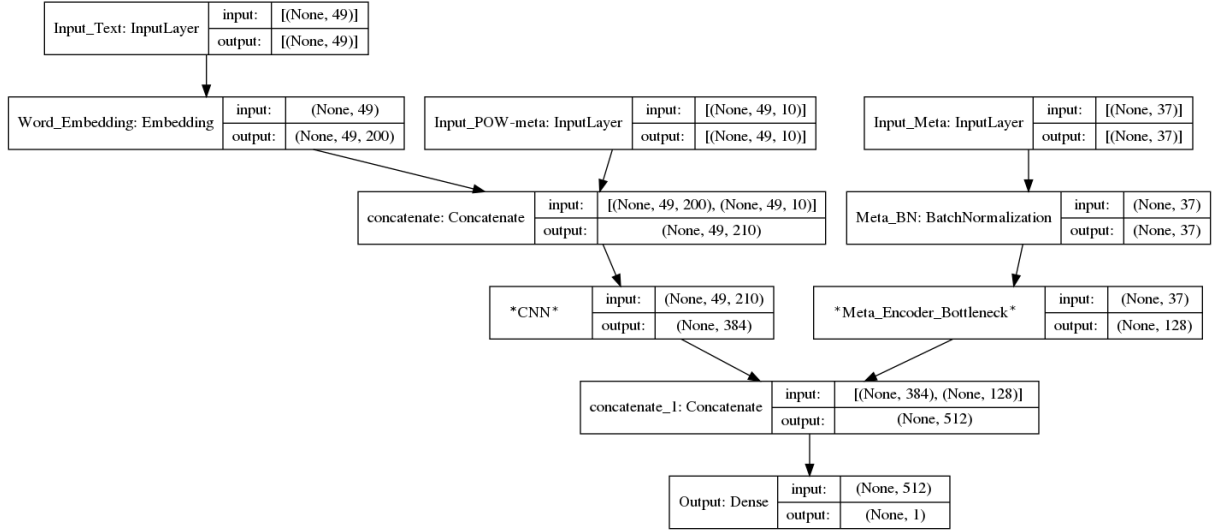 Input_Text: InputLayer
input: [(None, 49)]
output: [(None, 49)]
Word_Embedding: Embedding
input: (None, 49)
output: (None, 49, 200)
Input_POW-meta: InputLayer
input: [(None, 49, 10)]
output: [(None, 49, 10)]
Input_Meta: InputLayer
input: [(None, 37)]
output: [(None, 37)]
concatenate: Concatenate
input: [(None, 49, 200), (None, 49, 10)]
output: (None, 49, 210)
Meta_BN: BatchNormalization
input: (None, 37)
output: (None, 37)
*CNN*
input: (None, 49, 210)
output: (None, 384)
*Meta_Encoder_Bottleneck*
input: (None, 37)
output: (None, 128)
concatenate_1: Concatenate
input: [(None, 384), (None, 128)]
output: (None, 512)
Output: Dense
input: (None, 512)
output: (None, 1)